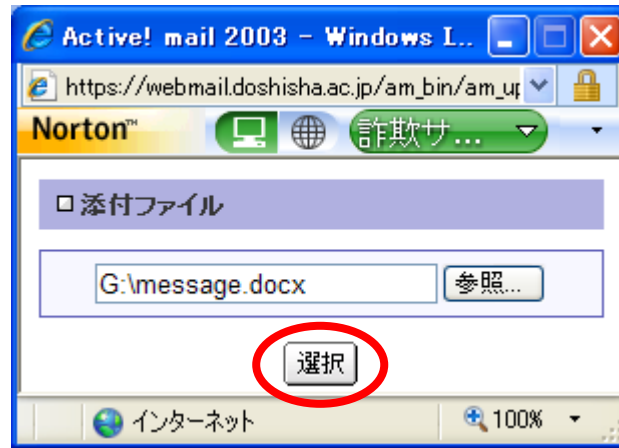 Active! mail 2003 - Windows I..
https://webmail.doshisha.ac.jp/am_bin/am_up
Norton™ 詐欺サ...
添付ファイル
G:\message.docx 参照...
選択
インターネット 100%